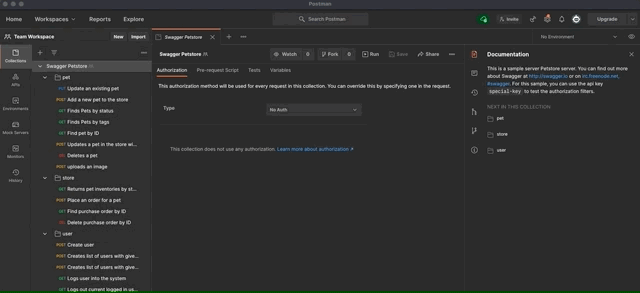 Postman
Home Workspaces Reports Explore
Search Postman
Invite
Upgrade
Team Workspace
New Import
Swagger Petstore
No Environment
Collections
APIs
Environments
Mock Servers
Monitors
History
Swagger Petstore
pet
PUT Update an existing pet
POST Add a new pet to the store
GET Finds Pets by status
GET Finds Pets by tags
GET Find pet by ID
POST Updates a pet in the store wi...
DEL Deletes a pet
POST uploads an image
store
GET Returns pet inventories by st...
POST Place an order for a pet
GET Find purchase order by ID
DEL Delete purchase order by ID
user
POST Create user
POST Creates list of users with give...
POST Creates list of users with give...
GET Logs user into the system
GET Logs out current logged in us...
Swagger Petstore
Watch 0
Fork 0
Run
Save
Share
Authorization Pre-request Script Tests Variables
This authorization method will be used for every request in this collection. You can override this by specifying one in the request.
Type
No Auth
This collection does not use any authorization. Learn more about authorization
Documentation
This is a sample server Petstore server. You can find out more
about Swagger at http://swagger.io or on irc.freenode.net,
#swagger. For this sample, you can use the api key
special-key to test the authorization filters.
NEXT IN THIS COLLECTION
pet
store
user